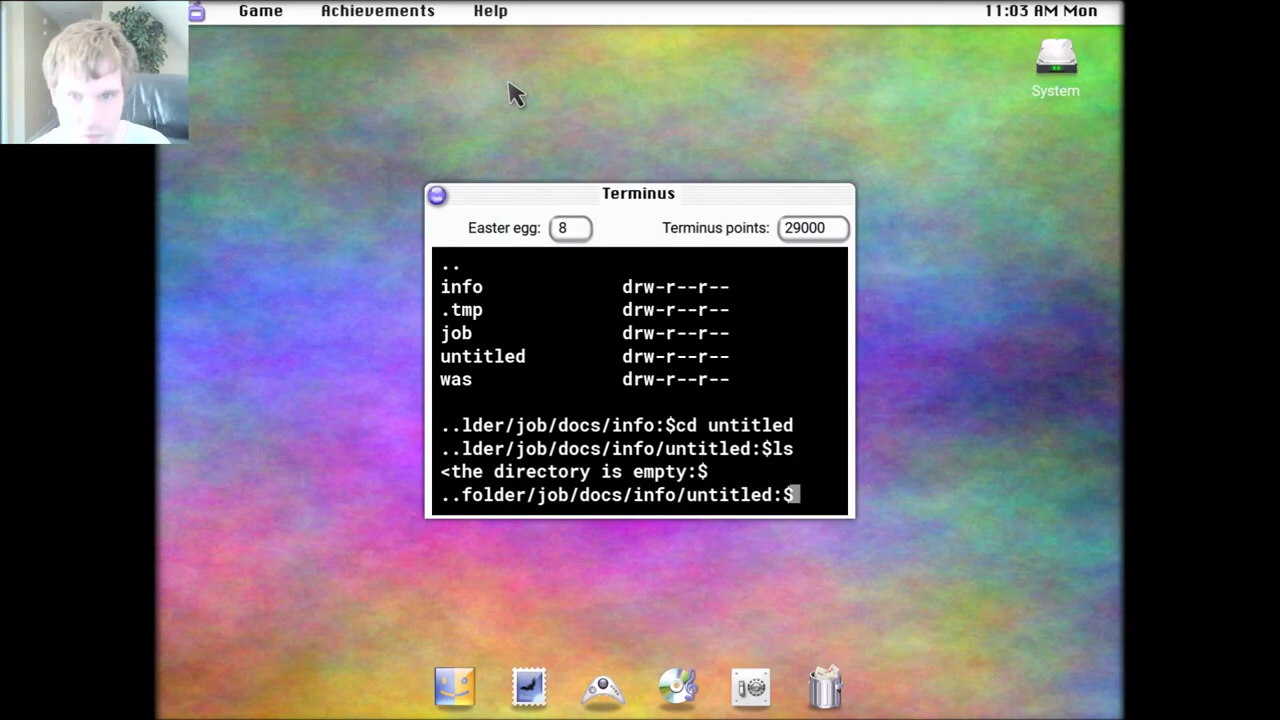 Game Achievements Help 11:03 AM Mon
System
Terminus
Easter egg: 8 Terminus points: 29000
..
info drw-r--r--
.tmp drw-r--r--
job drw-r--r--
untitled drw-r--r--
was drw-r--r--
..lder/job/docs/info:$cd untitled
..lder/job/docs/info/untitled:$ls
<the directory is empty:$
..folder/job/docs/info/untitled:$